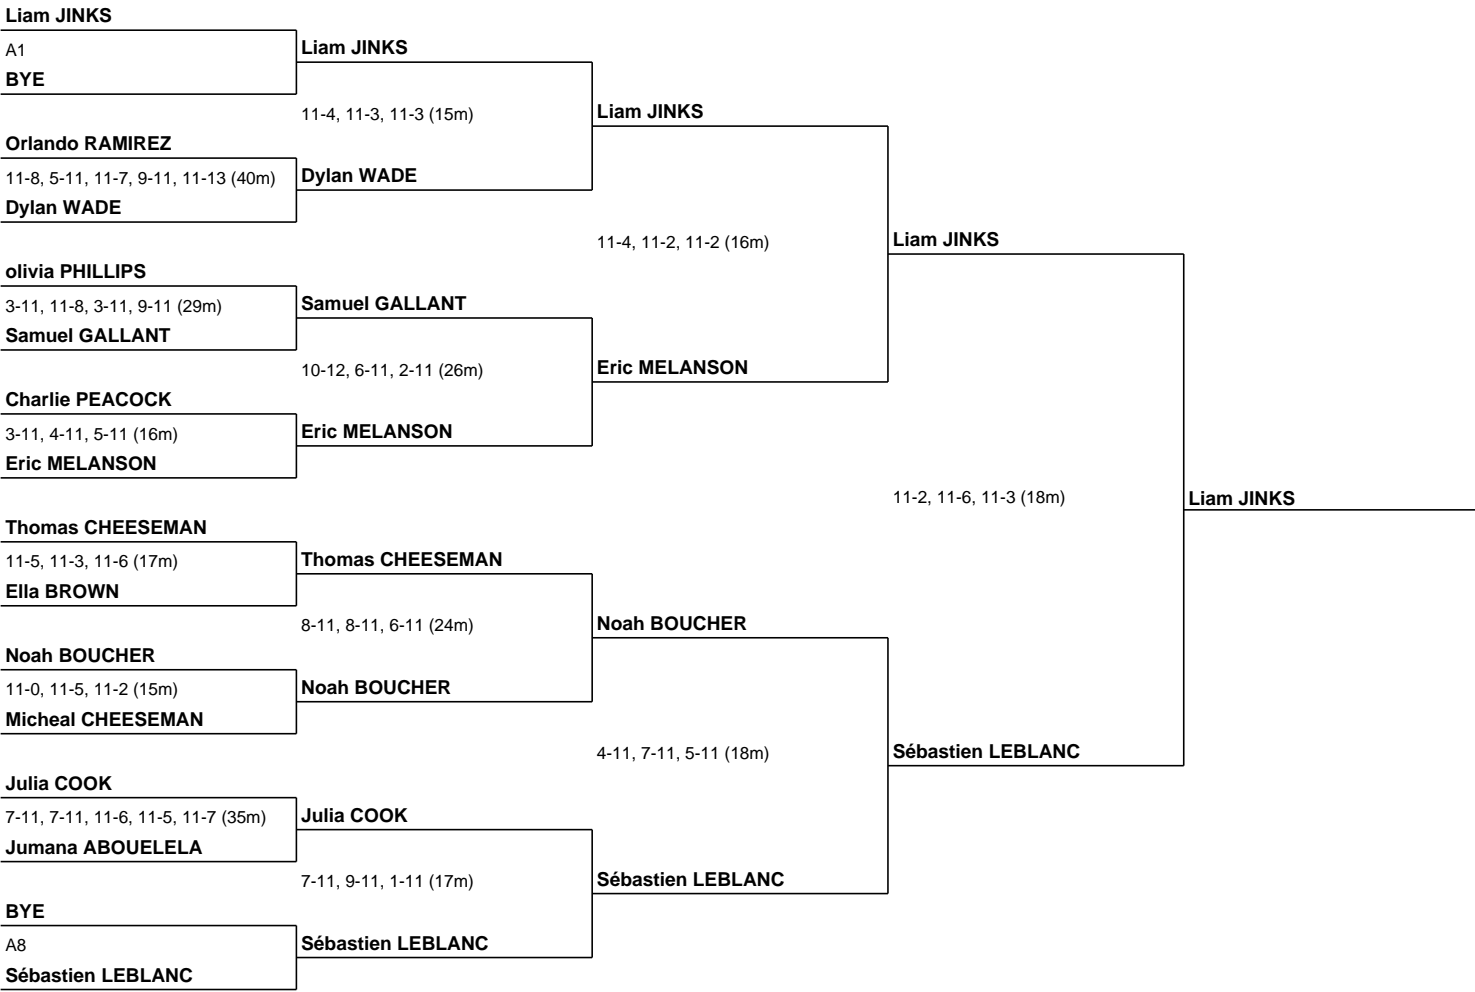 Liam JINKS
A1
BYE
Orlando RAMIREZ
11-8, 5-11, 11-7, 9-11, 11-13 (40m)
Dylan WADE
olivia PHILLIPS
3-11, 11-8, 3-11, 9-11 (29m)
Samuel GALLANT
Charlie PEACOCK
3-11, 4-11, 5-11 (16m)
Eric MELANSON
Thomas CHEESEMAN
11-5, 11-3, 11-6 (17m)
Ella BROWN
Noah BOUCHER
11-0, 11-5, 11-2 (15m)
Micheal CHEESEMAN
Julia COOK
7-11, 7-11, 11-6, 11-5, 11-7 (35m)
Jumana ABOUELELA
BYE
A8
Sébastien LEBLANC
Liam JINKS
11-4, 11-3, 11-3 (15m)
Dylan WADE
Samuel GALLANT
10-12, 6-11, 2-11 (26m)
Eric MELANSON
Thomas CHEESEMAN
8-11, 8-11, 6-11 (24m)
Noah BOUCHER
Julia COOK
7-11, 9-11, 1-11 (17m)
Sébastien LEBLANC
Liam JINKS
11-4, 11-2, 11-2 (16m)
Eric MELANSON
Noah BOUCHER
4-11, 7-11, 5-11 (18m)
Sébastien LEBLANC
Liam JINKS
11-2, 11-6, 11-3 (18m)
Sébastien LEBLANC
Liam JINKS